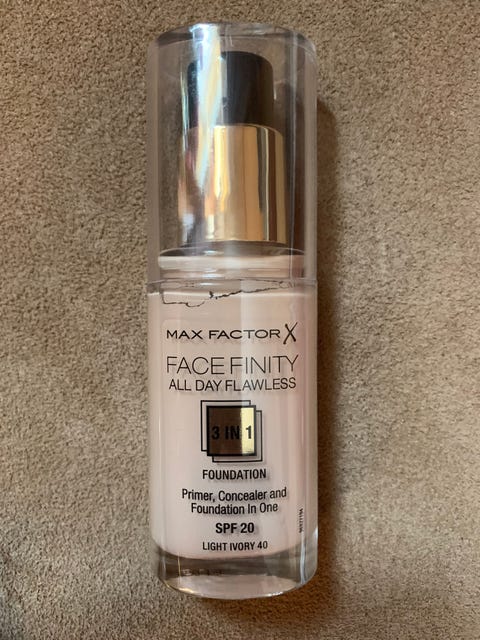 MAX FACTOR X
FACE FINITY
ALL DAY FLAWLESS
3 IN 1
FOUNDATION
Primer, Concealer and
Foundation In One
SPF 20
LIGHT IVORY 40